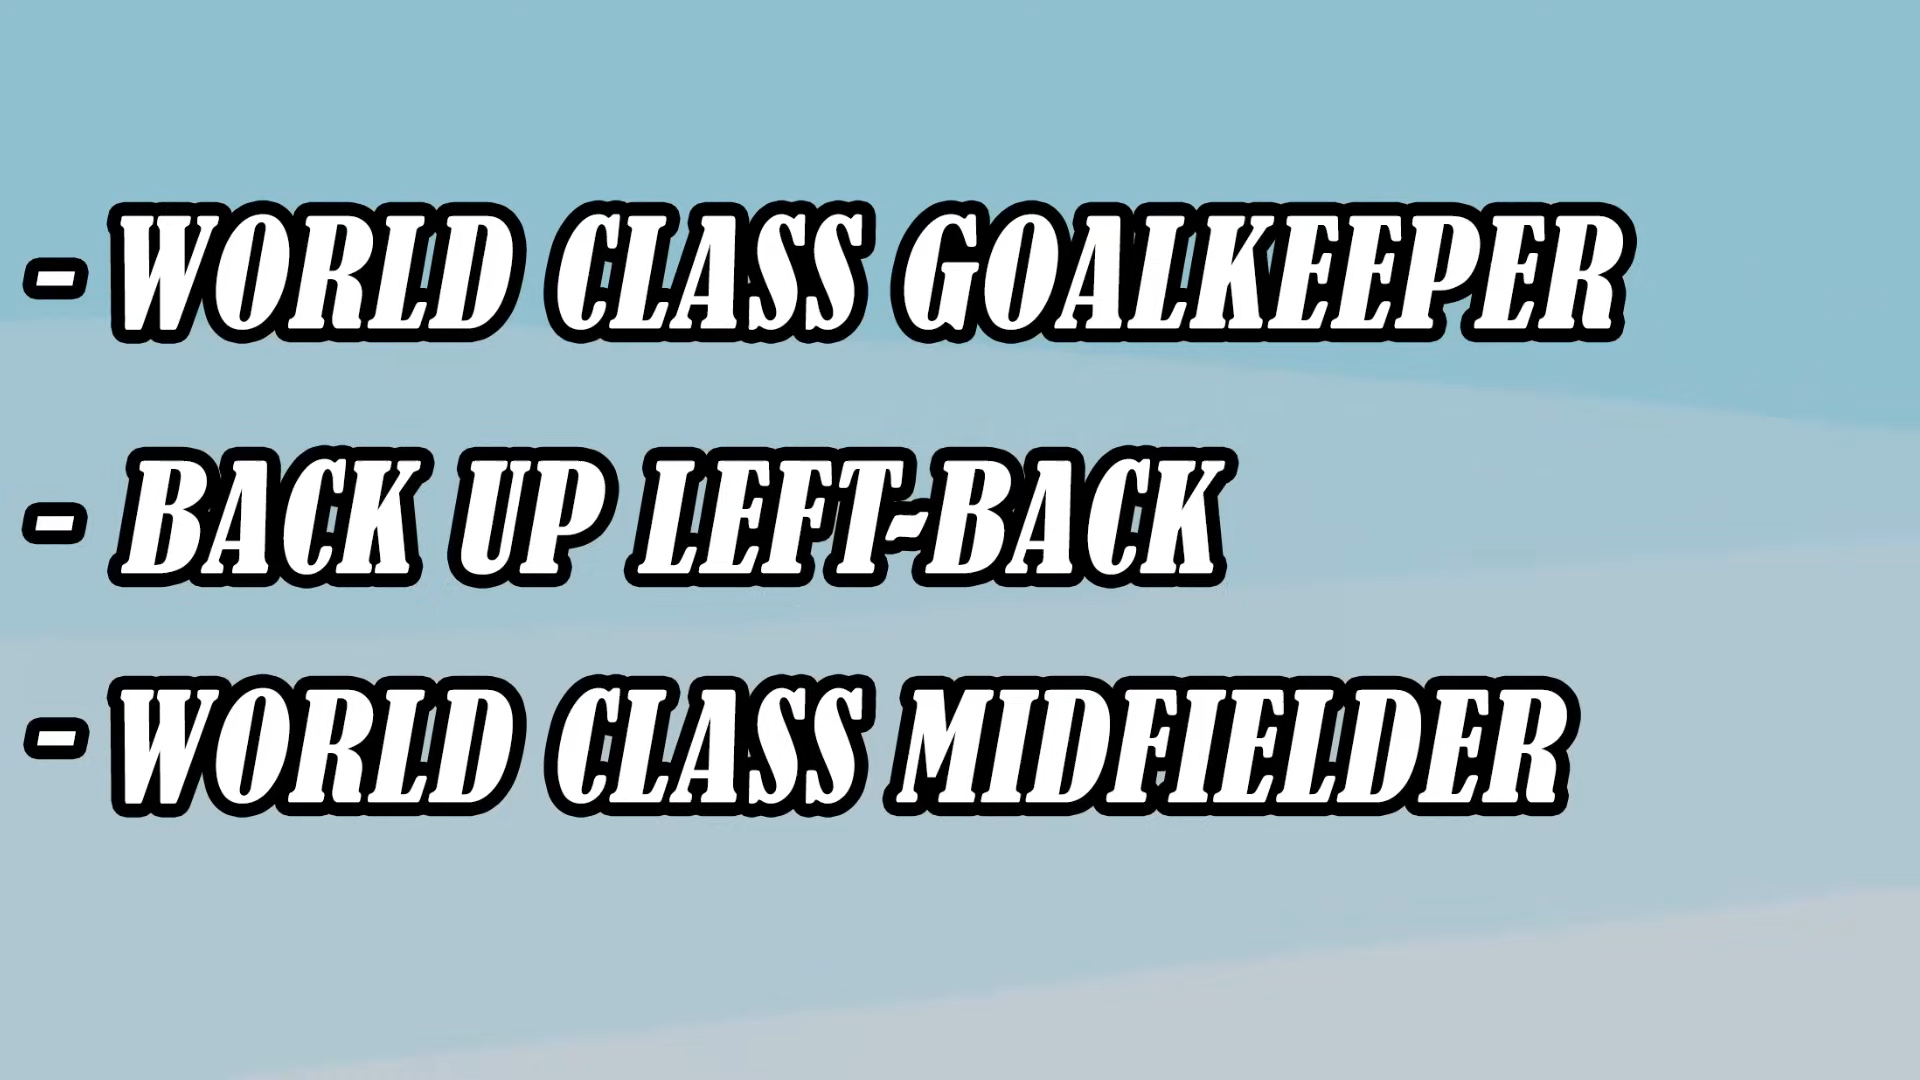 - WORLD CLASS GOALKEEPER
- BACK UP LEFT-BACK
- WORLD CLASS MIDFIELDER